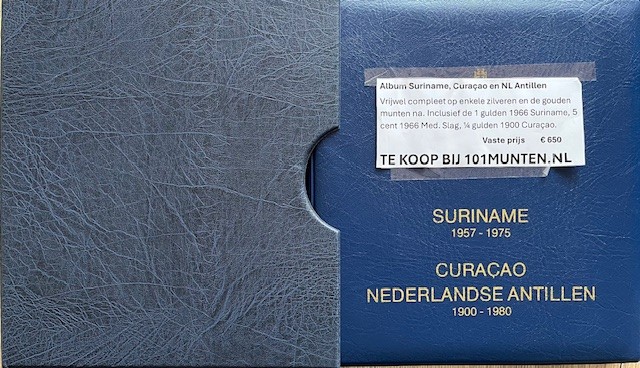 Album Suriname, Curaçao en NL Antillen
Vrijwel compleet op enkele zilveren en de gouden
munten na. Inclusief de 1 gulden 1966 Suriname, 5
cent 1966 Med. Slag, ¼ gulden 1900 Curaçao.
Vaste prijs € 650
TE KOOP BIJ 101MUNTEN.NL
SURINAME
1957 - 1975
CURAÇAO
NEDERLANDSE ANTILLEN
1900 - 1980